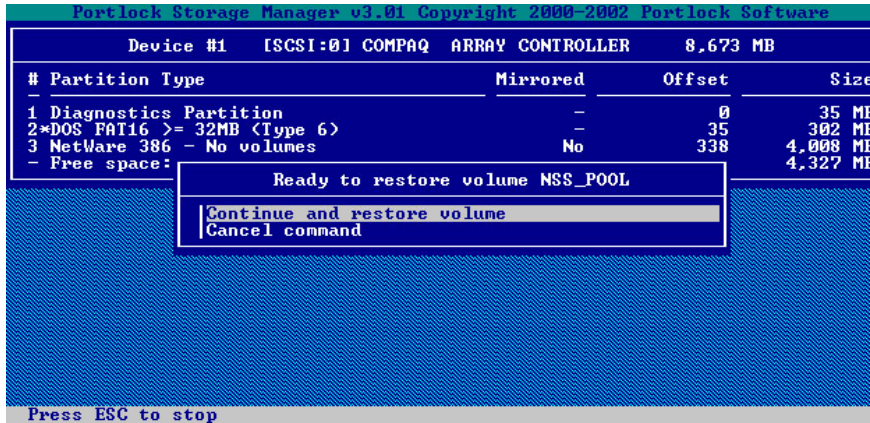 Portlock Storage Manager v3.01 Copyright 2000-2002 Portlock Software
Device #1 [SCSI:0] COMPAQ ARRAY CONTROLLER 8,673 MB
# Partition Type Mirrored Offset Size
1 Diagnostics Partition - 0 35 MB
2*DOS FAT16 >= 32MB (Type 6) - 35 302 MB
3 NetWare 386 - No volumes No 338 4,008 MB
- Free space: 4,327 MB
Ready to restore volume NSS_POOL
Continue and restore volume
Cancel command
Press ESC to stop